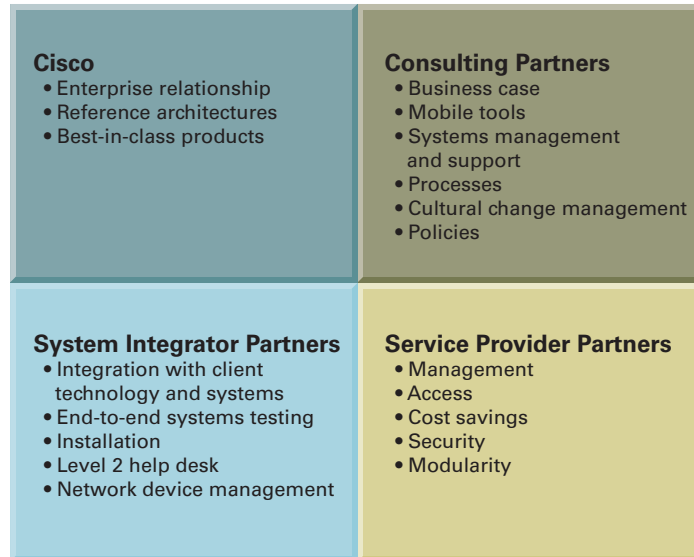 Cisco
• Enterprise relationship
• Reference architectures
• Best-in-class products
Consulting Partners
• Business case
• Mobile tools
• Systems management
and support
• Processes
• Cultural change management
• Policies
System Integrator Partners
• Integration with client
technology and systems
• End-to-end systems testing
• Installation
• Level 2 help desk
• Network device management
Service Provider Partners
• Management
• Access
• Cost savings
• Security
• Modularity